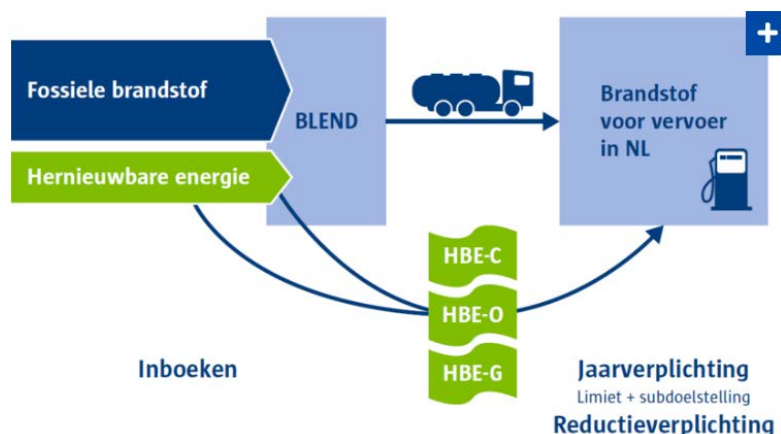 Fossiele brandstof
BLEND
Hernieuwbare energie
Brandstof
voor vervoer
in NL
+
HBE-C
HBE-O
HBE-G
Inboeken
Jaarverplichting
Limiet + subdoelstelling
Reductieverplichting